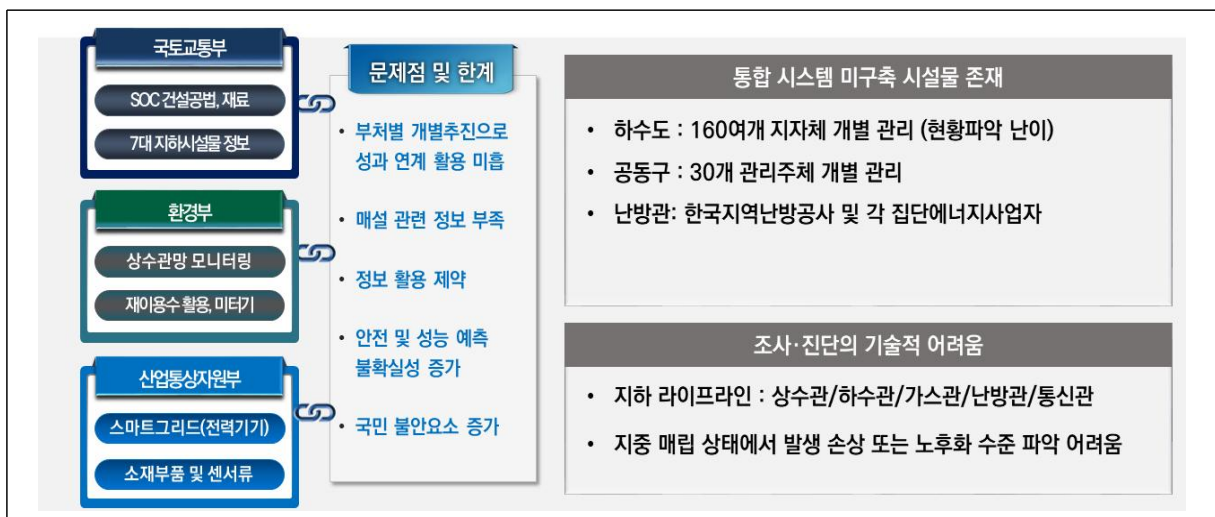 국토교통부
SOC 건설공법, 재료
7대 지하시설물 정보
환경부
상수관망 모니터링
재이용수 활용, 미터기
산업통상자원부
스마트그리드(전력기기)
소재부품 및 센서류
문제점 및 한계
• 부처별 개별추진으로
성과 연계 활용 미흡
• 매설 관련 정보 부족
• 정보 활용 제약
• 안전 및 성능 예측
불확실성 증가
• 국민 불안요소 증가
통합 시스템 미구축 시설물 존재
• 하수도 : 160여개 지자체 개별 관리 (현황파악 난이)
• 공동구 : 30개 관리주체 개별 관리
• 난방관: 한국지역난방공사 및 각 집단에너지사업자
조사·진단의 기술적 어려움
• 지하 라이프라인 : 상수관/하수관/가스관/난방관/통신관
• 지중 매립 상태에서 발생 손상 또는 노후화 수준 파악 어려움